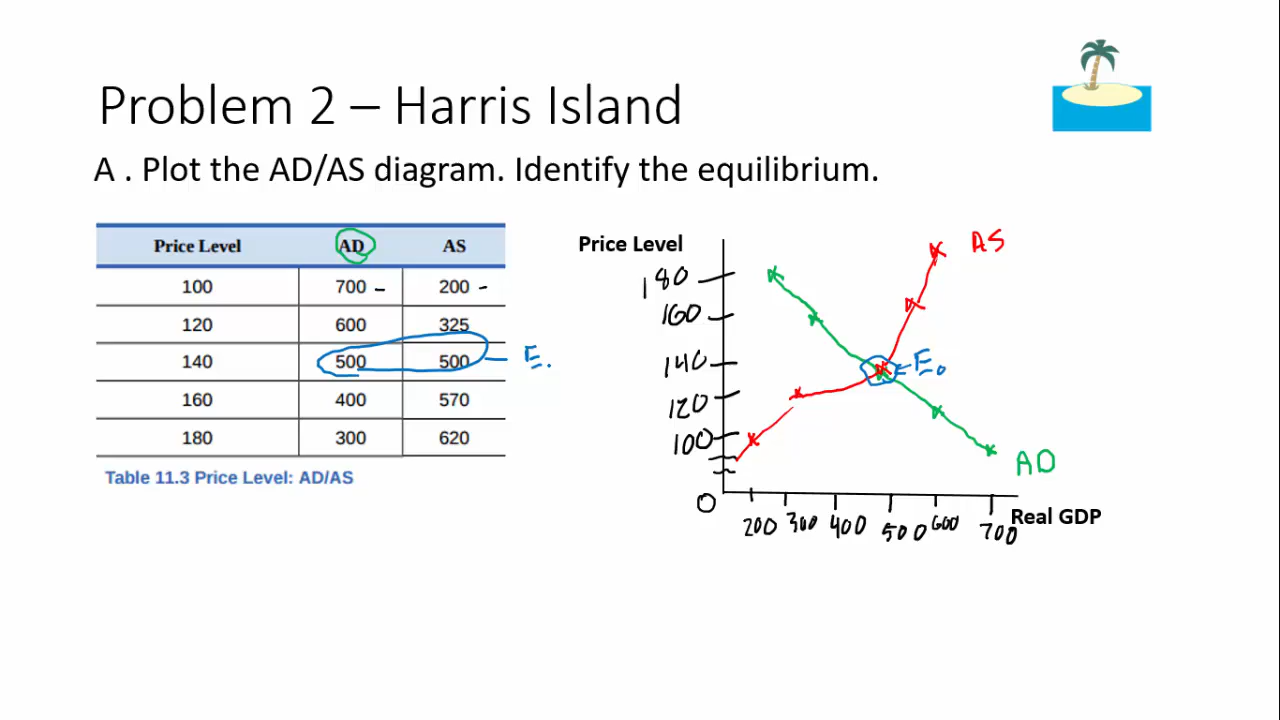 Problem 2 – Harris Island
A . Plot the AD/AS diagram. Identify the equilibrium.
Price Level AD AS
100 700 200
120 600 325
140 500 500
160 400 570
180 300 620
Table 11.3 Price Level: AD/AS
E.
Price Level
AS
180
160
140
120
100
0
E₀
AD
200 300 400 500 600 700
Real GDP